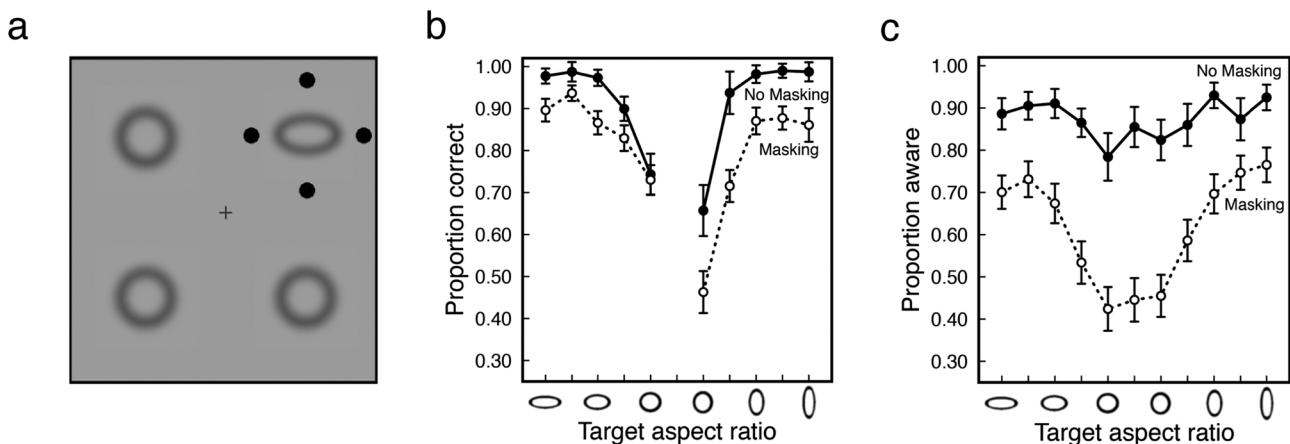 a
b
Proportion correct
1.00
0.90
0.80
0.70
0.60
0.50
0.40
0.30
No Masking
Masking
Target aspect ratio
c
Proportion aware
1.00
0.90
0.80
0.70
0.60
0.50
0.40
0.30
No Masking
Masking
Target aspect ratio